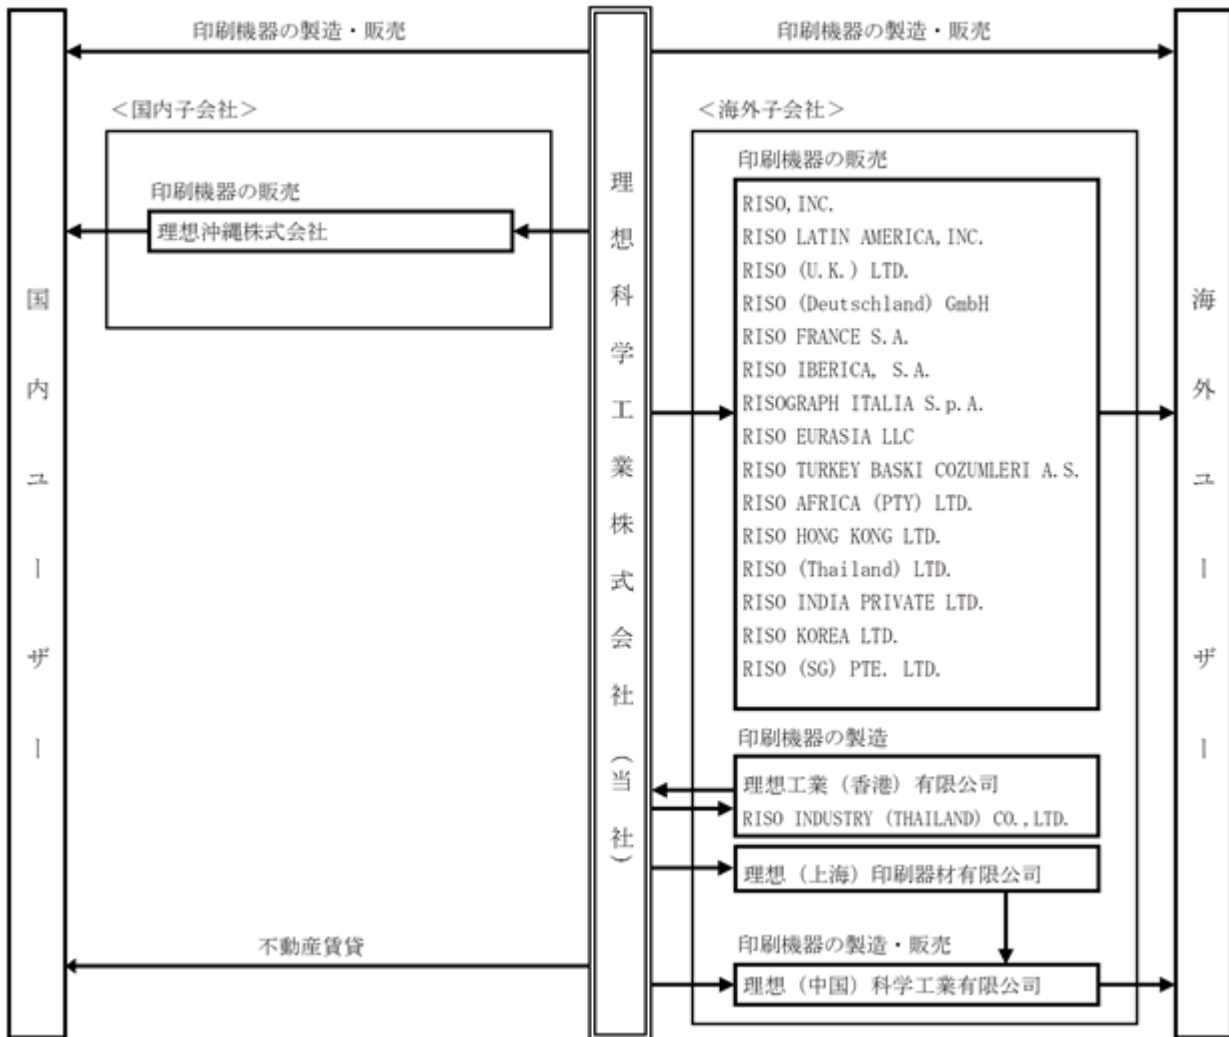 印刷機器の製造・販売
印刷機器の製造・販売
＜国内子会社＞
＜海外子会社＞
印刷機器の販売
理想沖縄株式会社
国内ユーザー
理想科学工業株式会社（当社）
印刷機器の販売
RISO,INC.
RISO LATIN AMERICA,INC.
RISO (U.K.) LTD.
RISO (Deutschland) GmbH
RISO FRANCE S.A.
RISO IBERICA, S.A.
RISOGRAPH ITALIA S.p.A.
RISO EURASIA LLC
RISO TURKEY BASKI COZUMLERI A.S.
RISO AFRICA (PTY) LTD.
RISO HONG KONG LTD.
RISO (Thailand) LTD.
RISO INDIA PRIVATE LTD.
RISO KOREA LTD.
RISO (SG) PTE. LTD.
海外ユーザー
印刷機器の製造
理想工業（香港）有限公司
RISO INDUSTRY (THAILAND) CO.,LTD.
理想（上海）印刷器材有限公司
不動産賃貸
印刷機器の製造・販売
理想（中国）科学工業有限公司